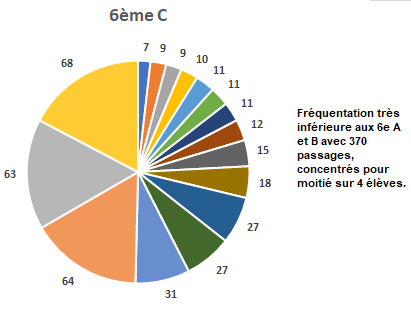 6ème C
7
9
9
10
11
11
11
12
15
18
27
27
31
64
63
68
Fréquentation très
inférieure aux 6e A
et B avec 370
passages,
concentrés pour
moitié sur 4 élèves.